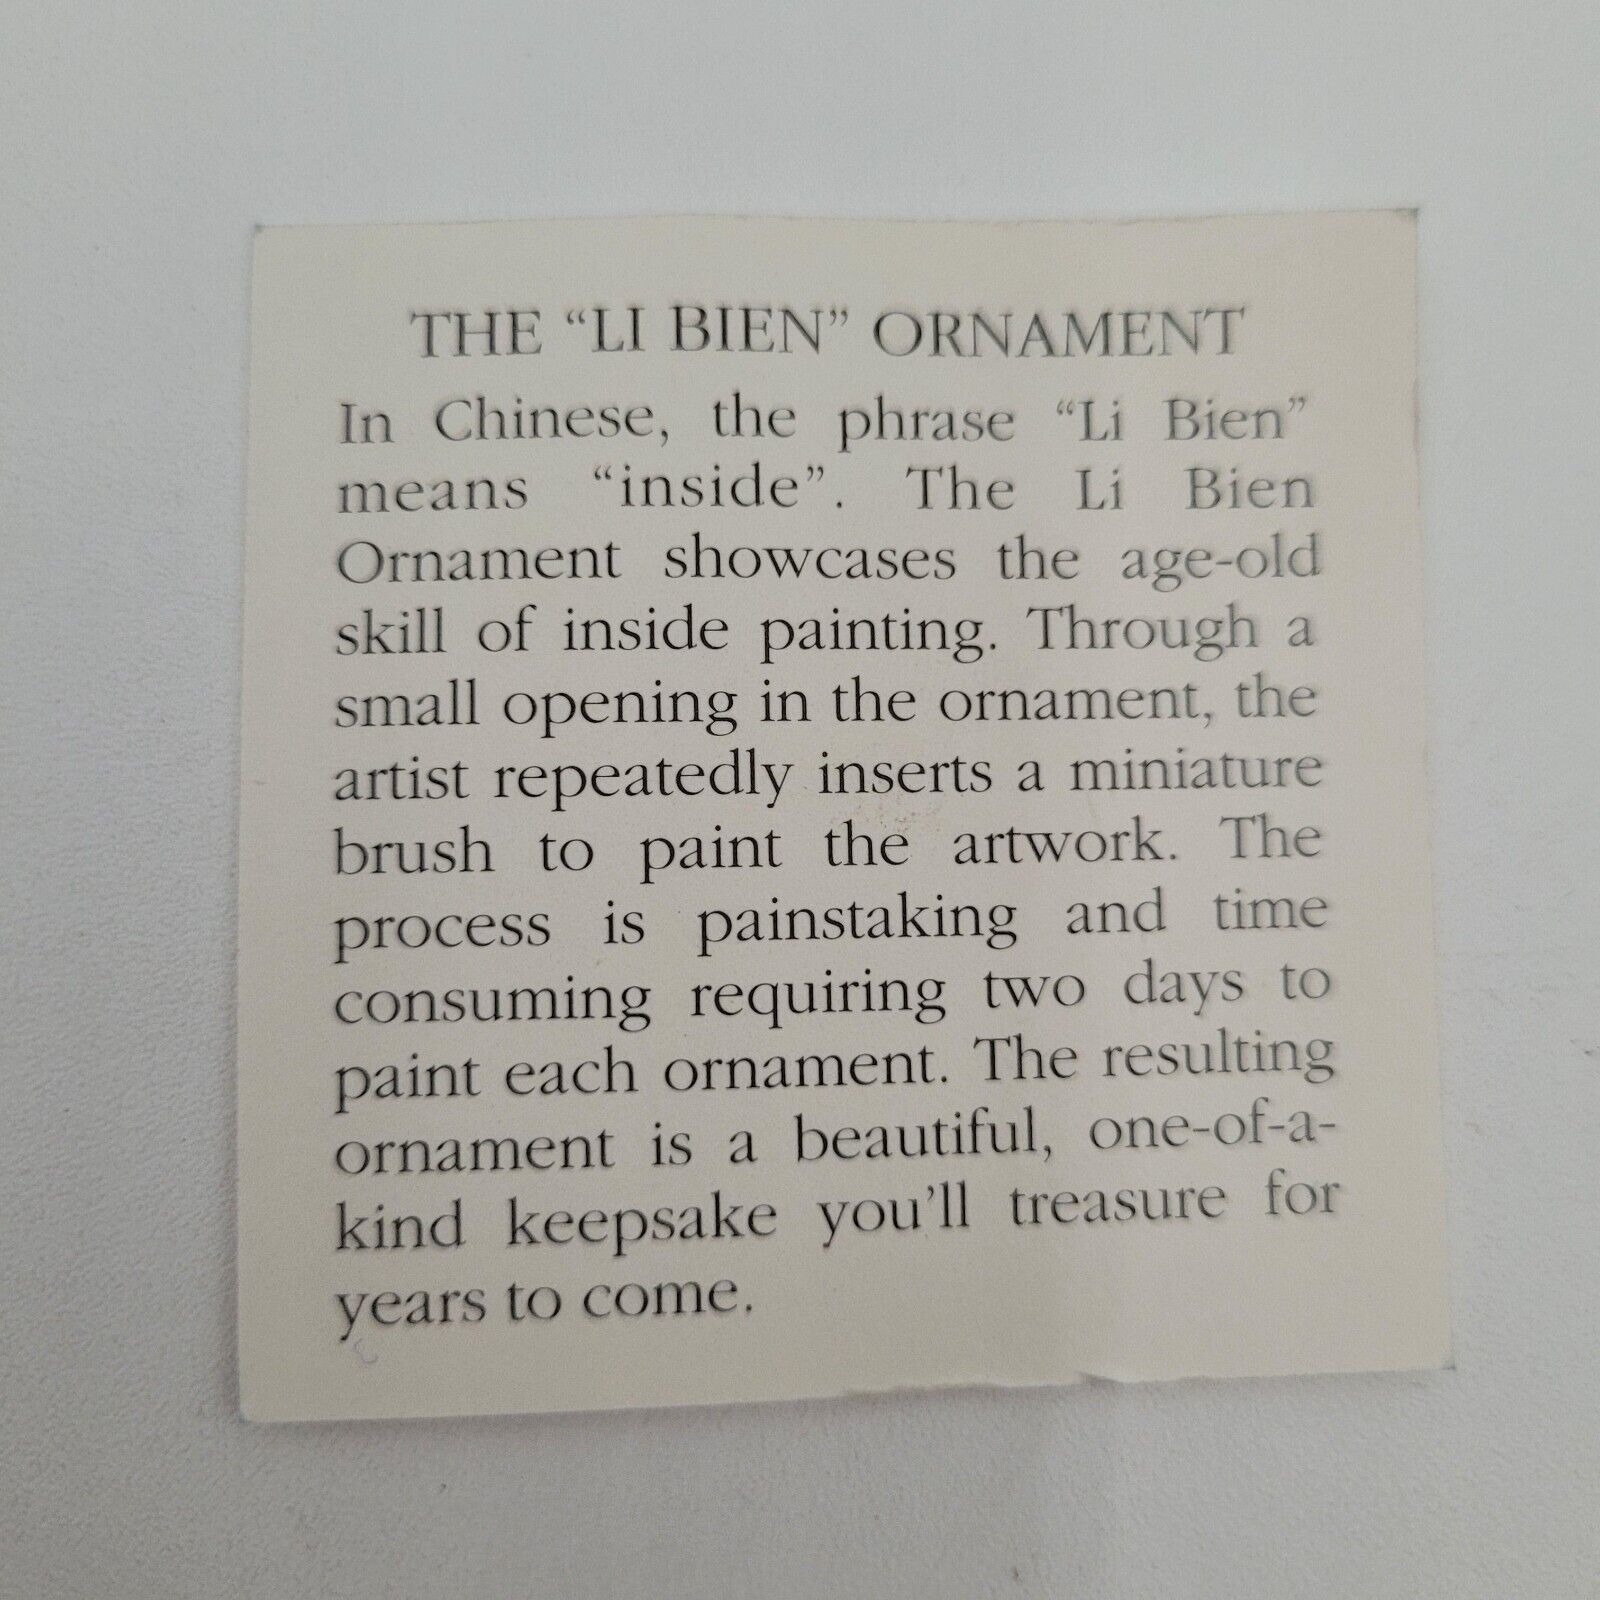 THE “LI BIEN” ORNAMENT
In Chinese, the phrase “Li Bien”
means “inside”. The Li Bien
Ornament showcases the age-old
skill of inside painting. Through a
small opening in the ornament, the
artist repeatedly inserts a miniature
brush to paint the artwork. The
process is painstaking and time
consuming requiring two days to
paint each ornament. The resulting
ornament is a beautiful, one-of-a-
kind keepsake you'll treasure for
years to come.